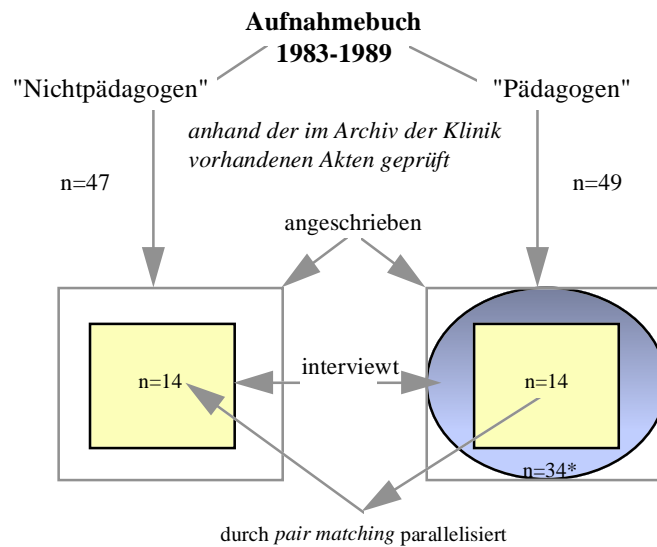 Aufnahmebuch
1983-1989
"Nichtpädagogen"
"Pädagogen"
anhand der im Archiv der Klinik
vorhandenen Akten geprüft
n=47
n=49
angeschrieben
interviewt
n=14
n=14
n=34*
durch pair matching parallelisiert